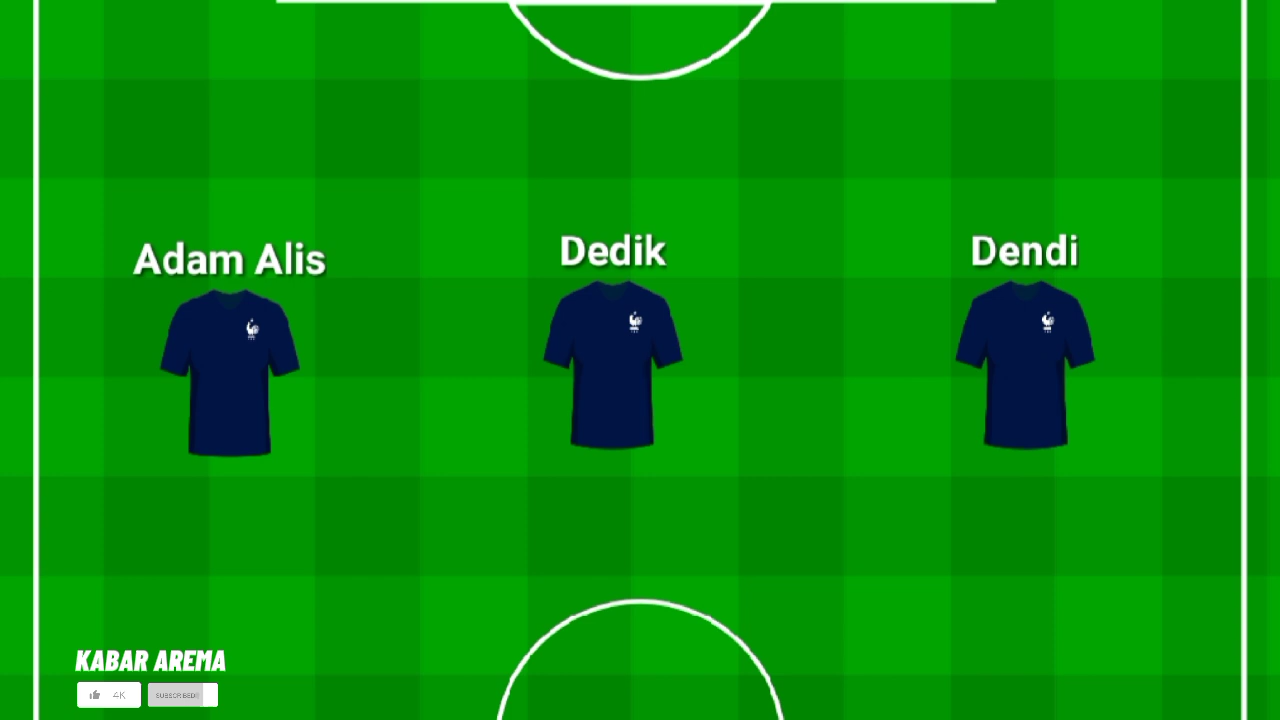 Adam Alis
Dedik
Dendi
KABAR AREMA
4K
SUBSCRIBED